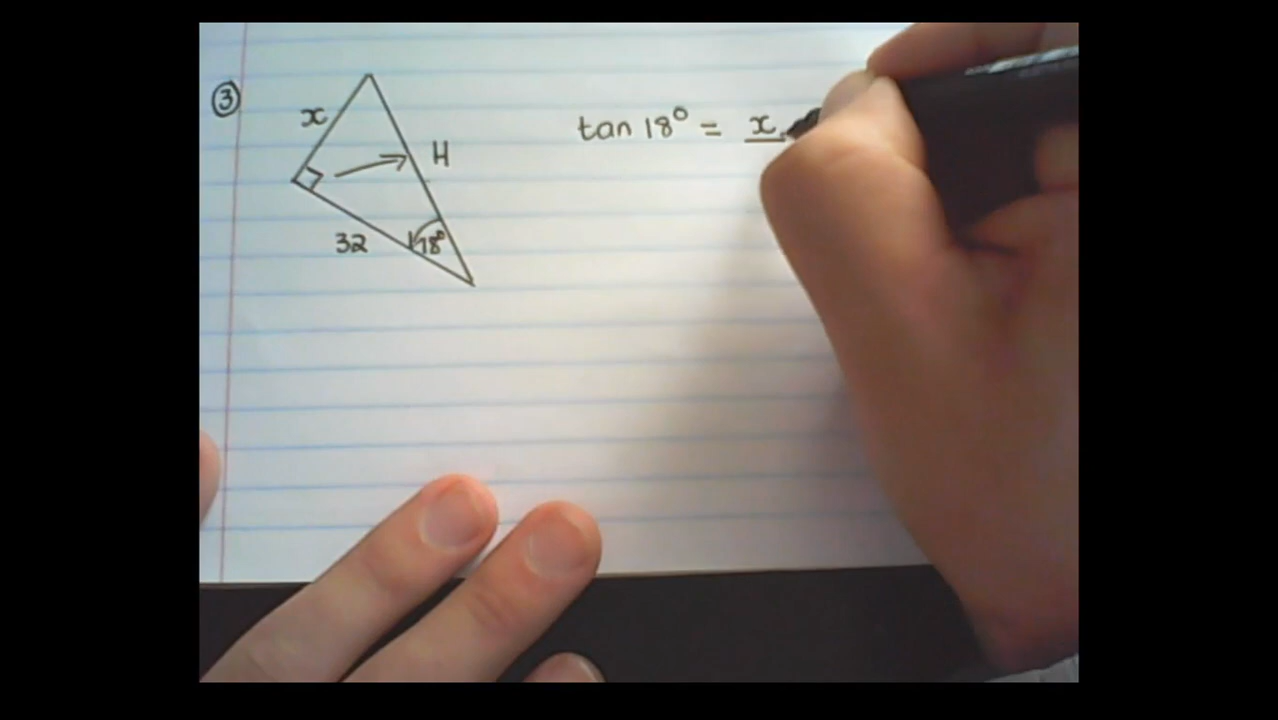 ③
x
H
32
18°
tan 18° = x